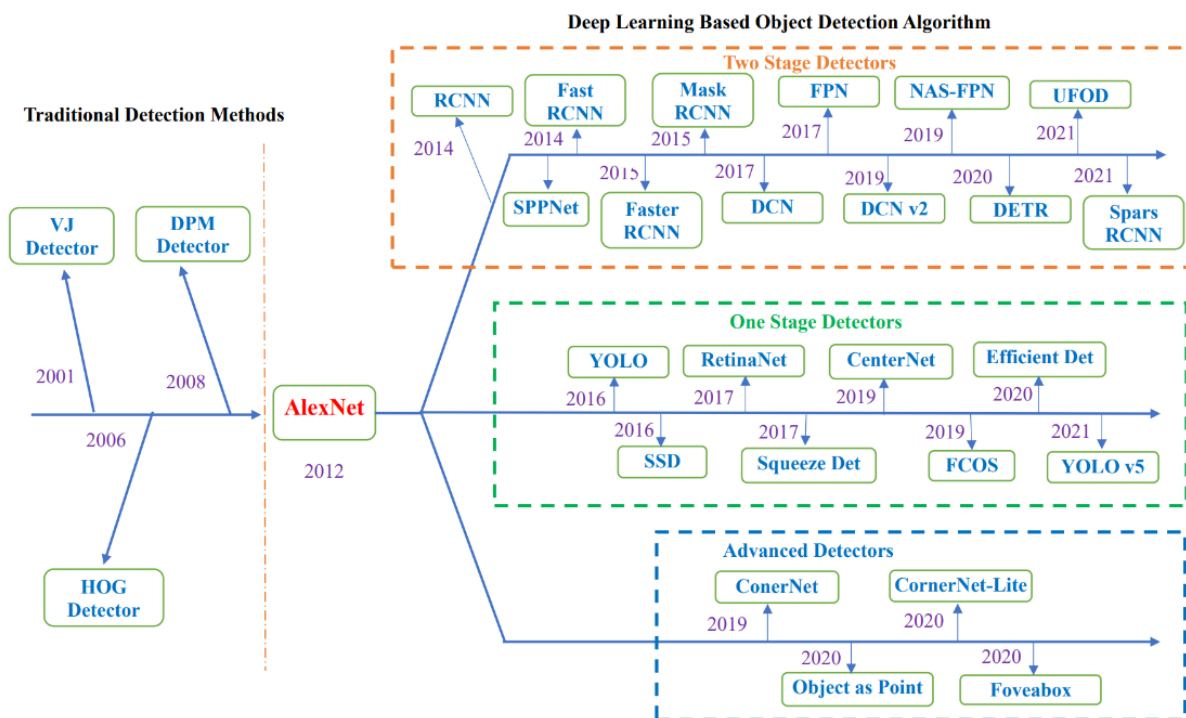 Deep Learning Based Object Detection Algorithm
Traditional Detection Methods
VJ
Detector
DPM
Detector
2001
2008
2006
HOG
Detector
AlexNet
2012
Two Stage Detectors
RCNN
Fast
RCNN
Mask
RCNN
FPN
NAS-FPN
UFOD
2014
2014
2015
2017
2019
2021
2015
2017
2019
2020
2021
SPPNet
Faster
RCNN
DCN
DCN v2
DETR
Spars
RCNN
One Stage Detectors
YOLO
RetinaNet
CenterNet
Efficient Det
2016
2017
2019
2020
2016
2017
2019
2021
SSD
Squeeze Det
FCOS
YOLO v5
Advanced Detectors
ConerNet
CornerNet-Lite
2019
2020
2020
2020
Object as Point
Foveabox